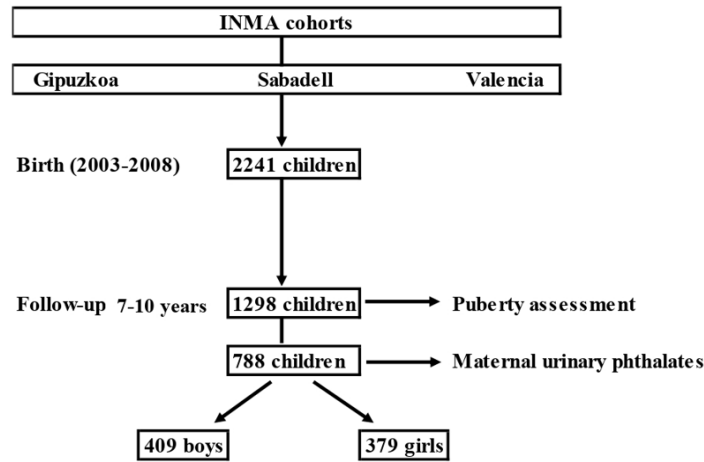 INMA cohorts
Gipuzkoa Sabadell Valencia
Birth (2003-2008) 2241 children
Follow-up 7-10 years 1298 children Puberty assessment
788 children Maternal urinary phthalates
409 boys 379 girls